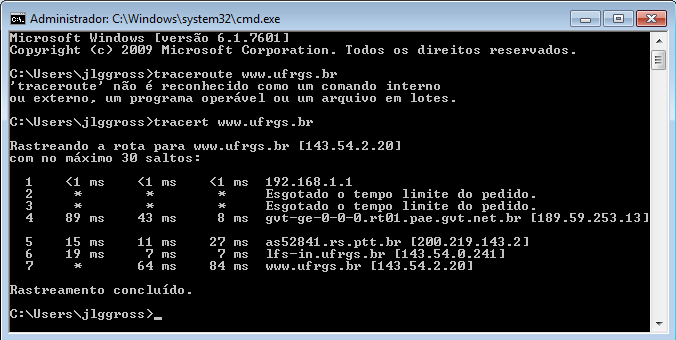 Administrador: C:\Windows\system32\cmd.exe
Microsoft Windows [versão 6.1.7601]
Copyright (c) 2009 Microsoft Corporation. Todos os direitos reservados.
C:\Users\jlggross>traceroute www.ufrgs.br
'traceroute' não é reconhecido como um comando interno
ou externo, um programa operável ou um arquivo em lotes.
C:\Users\jlggross>tracert www.ufrgs.br
Rastreando a rota para www.ufrgs.br [143.54.2.20]
com no máximo 30 saltos:
1 <1 ms <1 ms <1 ms 192.168.1.1
2 * * * Esgotado o tempo limite do pedido.
3 * * * Esgotado o tempo limite do pedido.
4 89 ms 43 ms 8 ms gvt-ge-0-0-0.rt01.pae.gvt.net.br [189.59.253.13]
5 15 ms 11 ms 27 ms as52841.rs.ptt.br [200.219.143.2]
6 19 ms 7 ms 7 ms lfs-in.ufrgs.br [143.54.0.241]
7 * 64 ms 84 ms www.ufrgs.br [143.54.2.20]
Rastreamento concluído.
C:\Users\jlggross>_